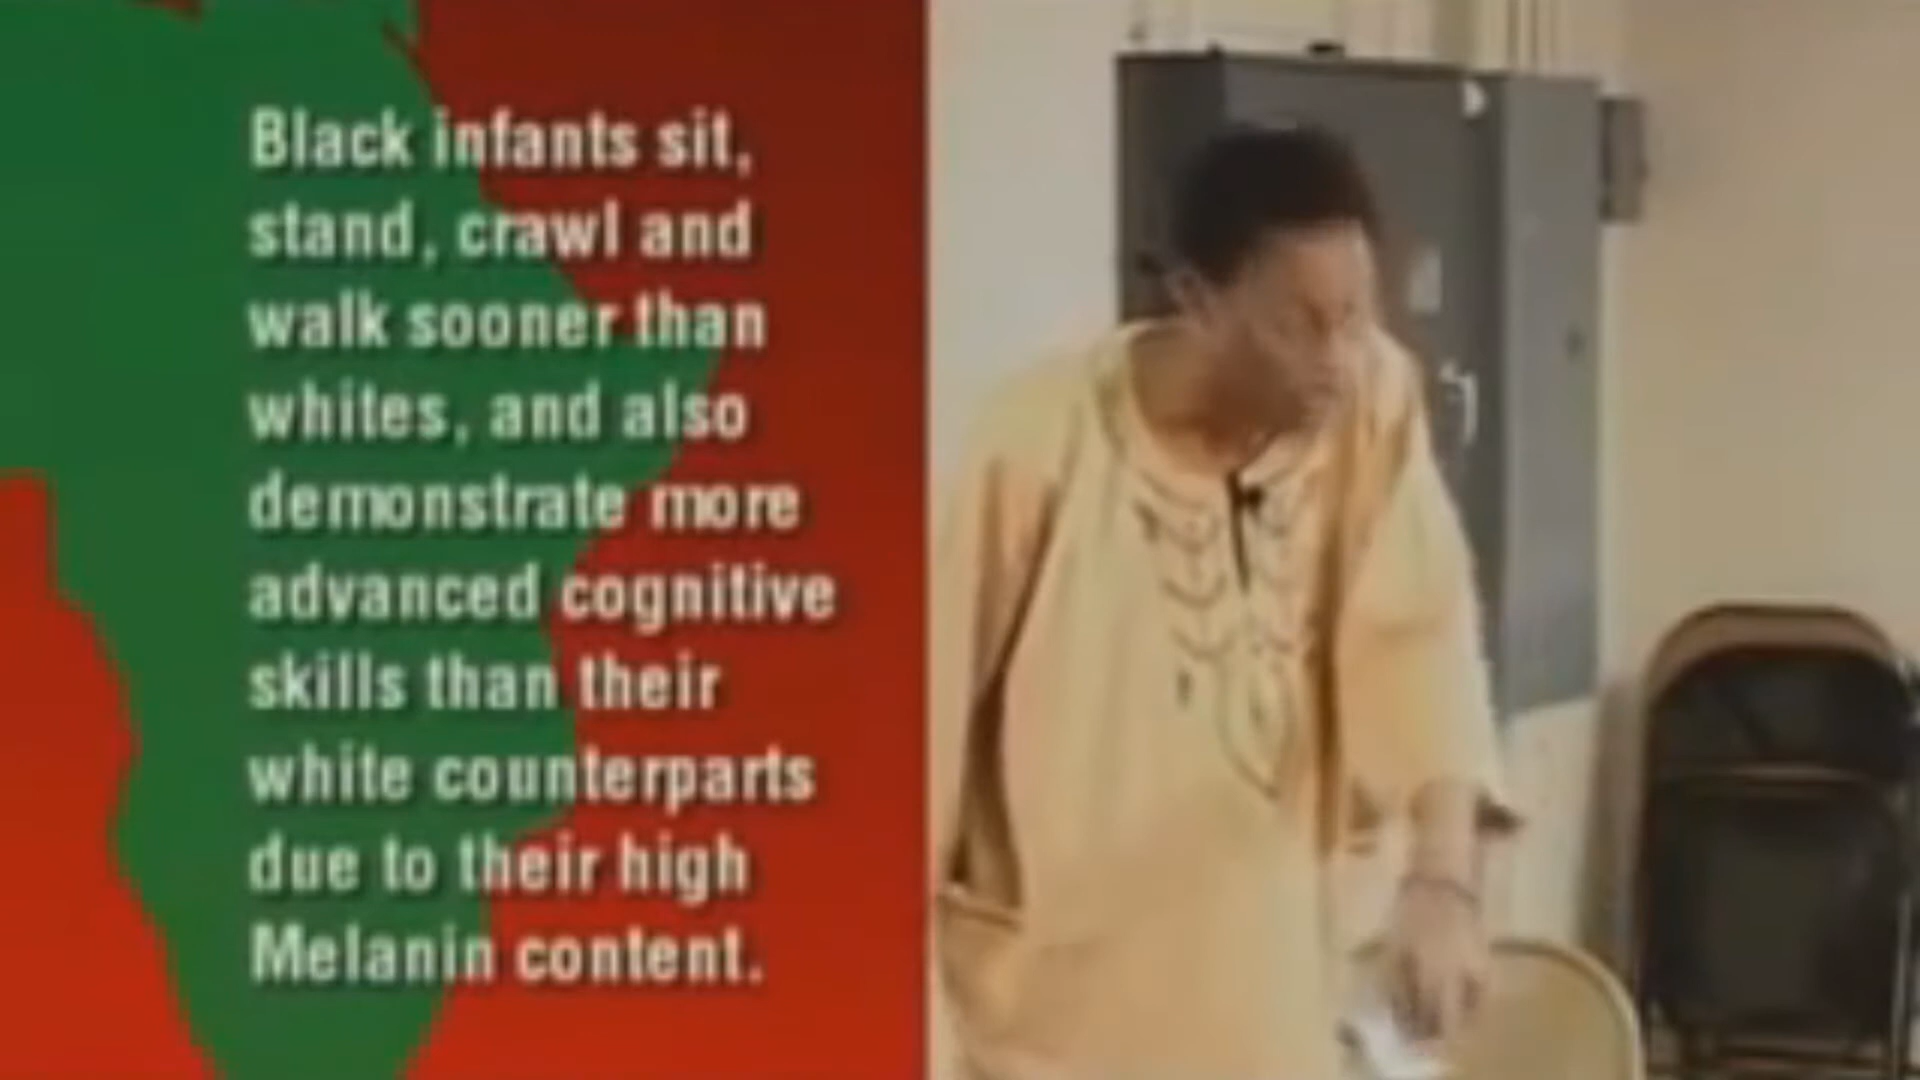 Black infants sit,
stand, crawl and
walk sooner than
whites, and also
demonstrate more
advanced cognitive
skills than their
white counterparts
due to their high
Melanin content.